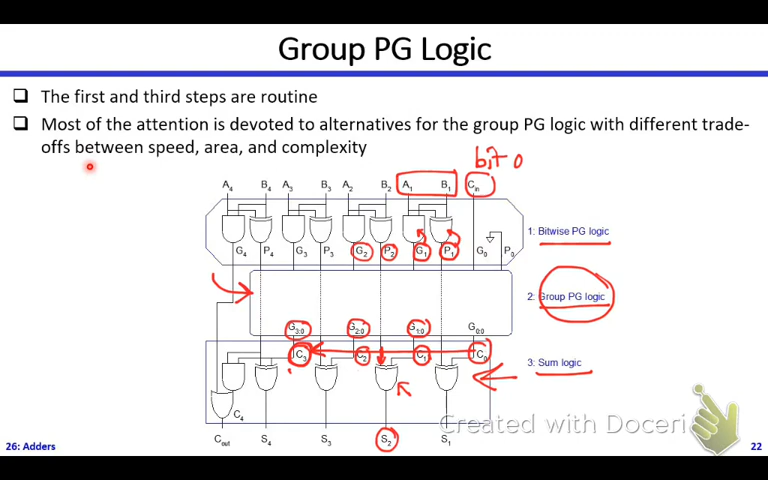 Group PG Logic
The first and third steps are routine
Most of the attention is devoted to alternatives for the group PG logic with different trade-
offs between speed, area, and complexity
bit 0
A4 B4 A3 B3 A2 B2 A1 B1 Cin
1: Bitwise PG logic
G4 P4 G3 P3 G2 P2 G1 P1 G0 P0
2: Group PG logic
G3:0 G2:0 G1:0 G0:0
C3 C2 C1 C0
3: Sum logic
C4
Created with Doceri
Cout S4 S3 S2 S1
26: Adders
22